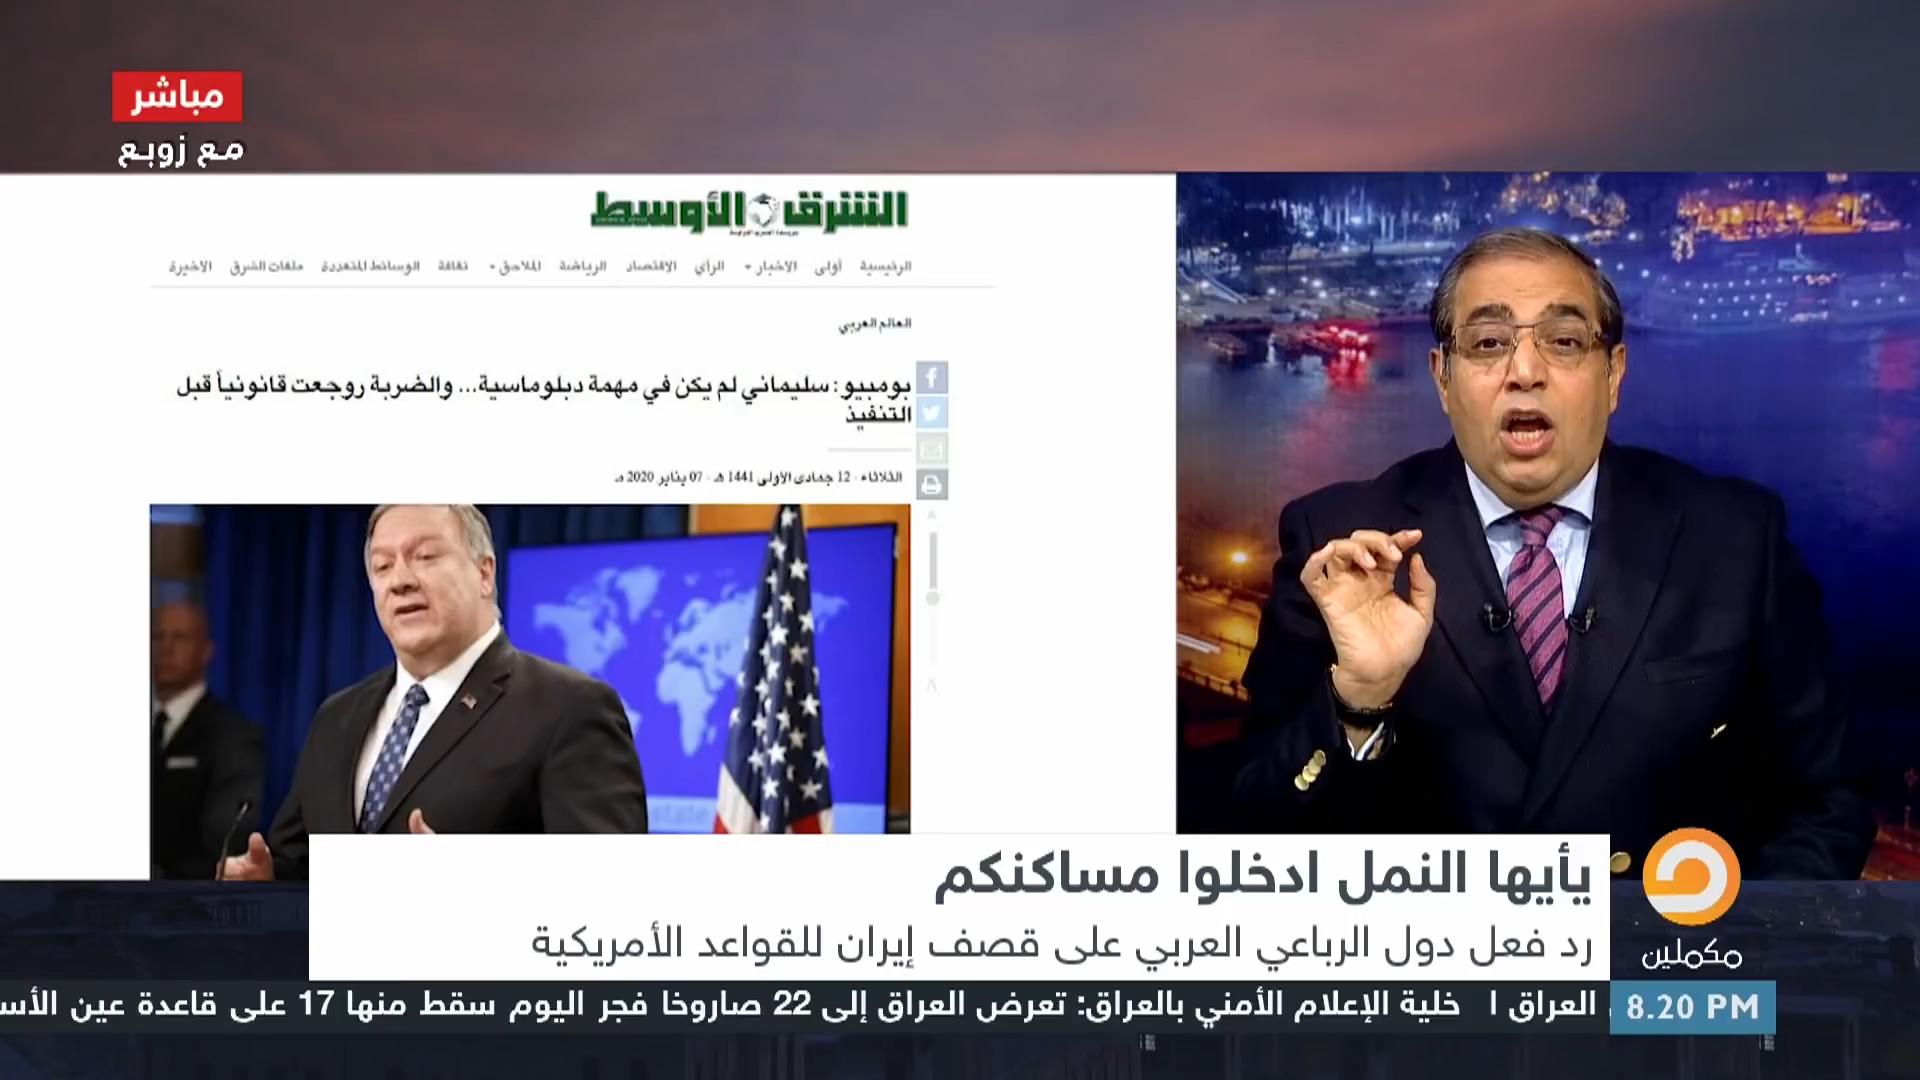 مباشر
مع زوبع
الشرق الأوسط
الرئيسية أولى الأخبار الرأي الاقتصاد الرياضة الملاحق ثقافة الوسائط المتعددة ملفات الشرق الأخيرة
العالم العربي
بومبيو: سليماني لم يكن في مهمة دبلوماسية... والضربة روجعت قانونياً قبل
التنفيذ
الثلاثاء - 12 جمادى الأولى 1441 هـ - 07 يناير 2020 مـ
state
يأيها النمل ادخلوا مساكنكم
رد فعل دول الرباعي العربي على قصف إيران للقواعد الأمريكية
مكملين
العراق | خلية الإعلام الأمني بالعراق: تعرض العراق إلى 22 صاروخا فجر اليوم سقط منها 17 على قاعدة عين الأس
8.20 PM